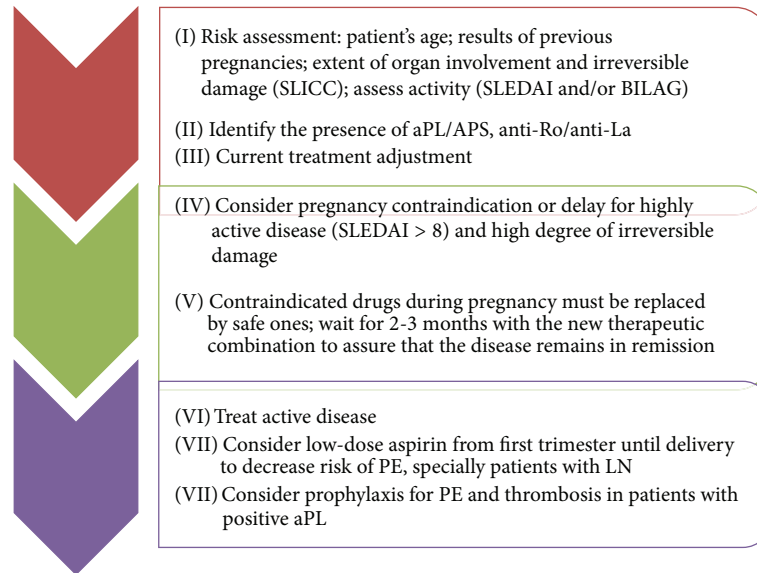 (I) Risk assessment: patient's age; results of previous
pregnancies; extent of organ involvement and irreversible
damage (SLICC); assess activity (SLEDAI and/or BILAG)
(II) Identify the presence of aPL/APS, anti-Ro/anti-La
(III) Current treatment adjustment
(IV) Consider pregnancy contraindication or delay for highly
active disease (SLEDAI > 8) and high degree of irreversible
damage
(V) Contraindicated drugs during pregnancy must be replaced
by safe ones; wait for 2-3 months with the new therapeutic
combination to assure that the disease remains in remission
(VI) Treat active disease
(VII) Consider low-dose aspirin from first trimester until delivery
to decrease risk of PE, specially patients with LN
(VII) Consider prophylaxis for PE and thrombosis in patients with
positive aPL